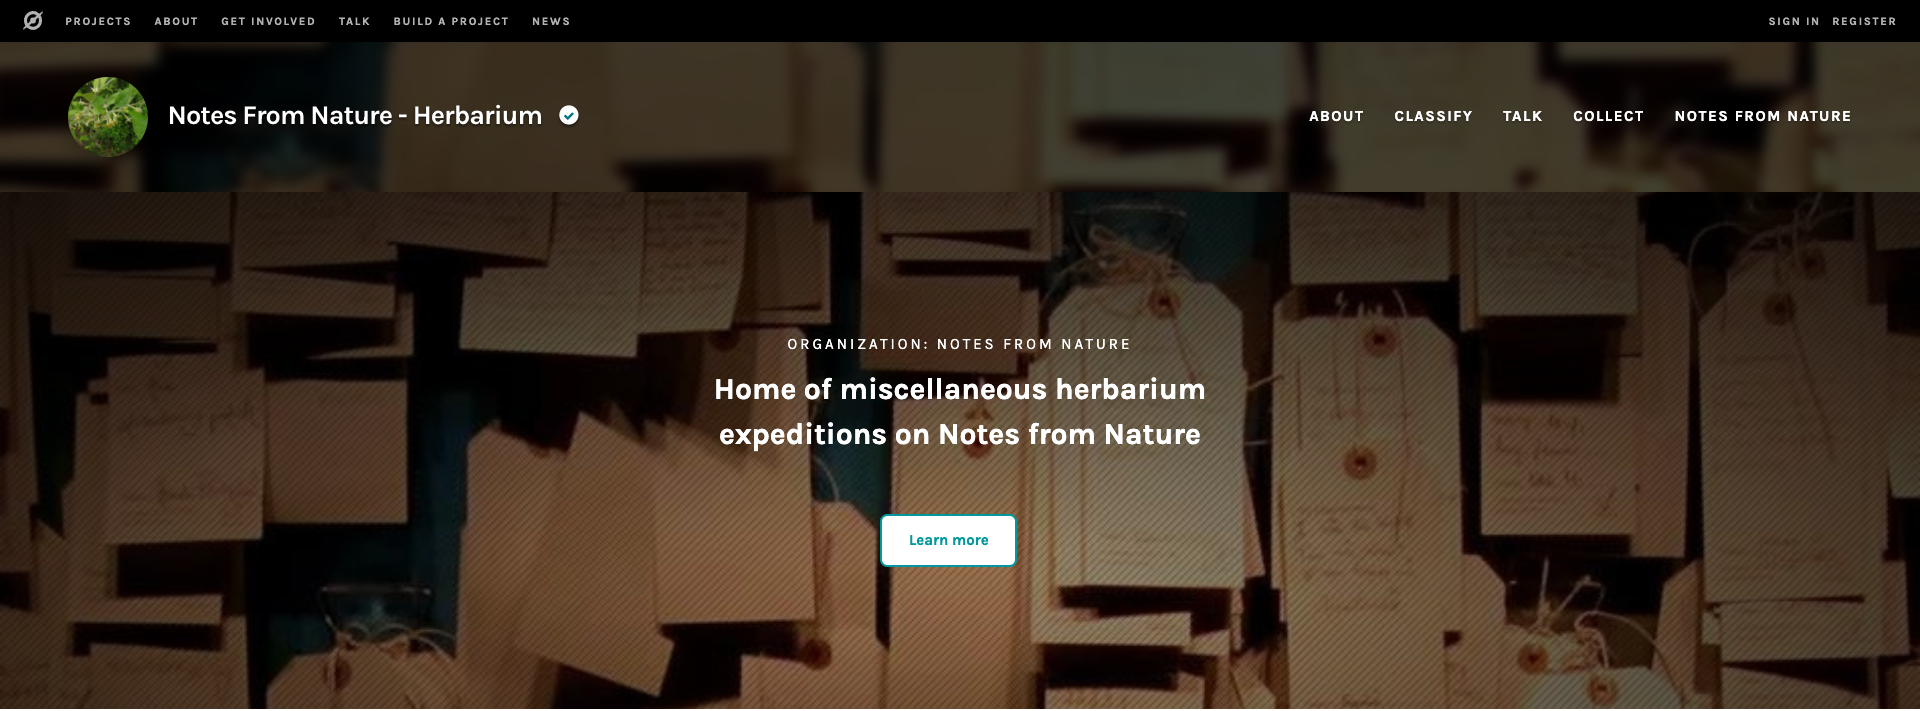 PROJECTS ABOUT GET INVOLVED TALK BUILD A PROJECT NEWS SIGN IN REGISTER
Notes From Nature - Herbarium ABOUT CLASSIFY TALK COLLECT NOTES FROM NATURE
ORGANIZATION: NOTES FROM NATURE
Home of miscellaneous herbarium
expeditions on Notes from Nature
Learn more